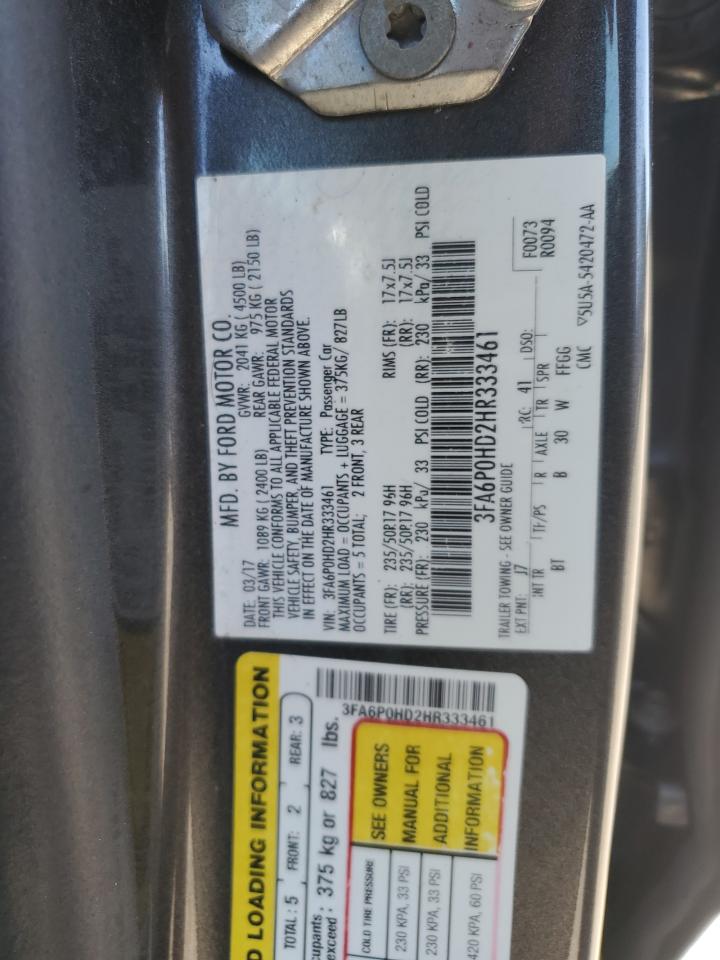 MFD. BY FORD MOTOR CO.
DATE: 03/17 GVWR: 2041 KG ( 4500 LB)
FRONT GAWR: 1089 KG ( 2400 LB) REAR GAWR: 975 KG ( 2150 LB)
THIS VEHICLE CONFORMS TO ALL APPLICABLE FEDERAL MOTOR
VEHICLE SAFETY, BUMPER, AND THEFT PREVENTION STANDARDS
IN EFFECT ON THE DATE OF MANUFACTURE SHOWN ABOVE.
VIN: 3FA6P0HD2HR333461 TYPE: Passenger Car
MAXIMUM LOAD = OCCUPANTS + LUGGAGE = 375KG/ 827LB
OCCUPANTS = 5 TOTAL; 2 FRONT, 3 REAR
TIRE (FR): 235/50R17 96H RIMS (FR): 17x7.5J
(RR): 235/50R17 96H (RR): 17x7.5J
PRESSURE (FR): 230 kPa/ 33 PSI COLD (RR): 230 kPa/ 33 PSI COLD
3FA6P0HD2HR333461
TRAILER TOWING - SEE OWNER GUIDE
EXT PNT: J7 RC: 41 DSO: F0073
R0094
INT TR TP/PS R AXLE TR SPR
BT B 30 W FFGG
CMC ▽5U5A-5420472-AA
D LOADING INFORMATION
TOTAL: 5 FRONT: 2 REAR: 3
cupants
exceed: 375 kg or 827 lbs.
3FA6P0HD2HR333461
COLD TIRE PRESSURE
230 KPA, 33 PSI
230 KPA, 33 PSI
420 KPA, 60 PSI
SEE OWNERS
MANUAL FOR
ADDITIONAL
INFORMATION